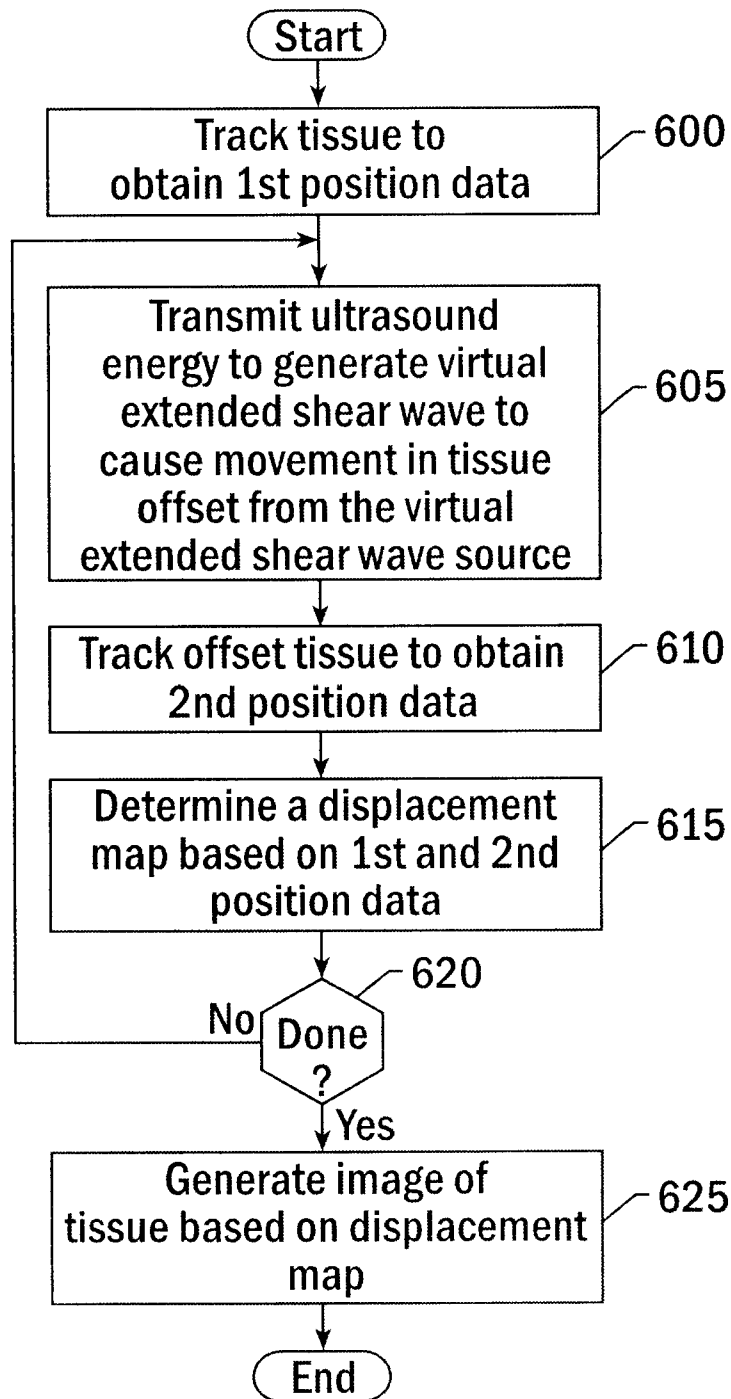 Start
Track tissue to
obtain 1st position data
600
Transmit ultrasound
energy to generate virtual
extended shear wave to
cause movement in tissue
offset from the virtual
extended shear wave source
605
Track offset tissue to obtain
2nd position data
610
Determine a displacement
map based on 1st and 2nd
position data
615
620
No
Done
?
Yes
Generate image of
tissue based on displacement
map
625
End